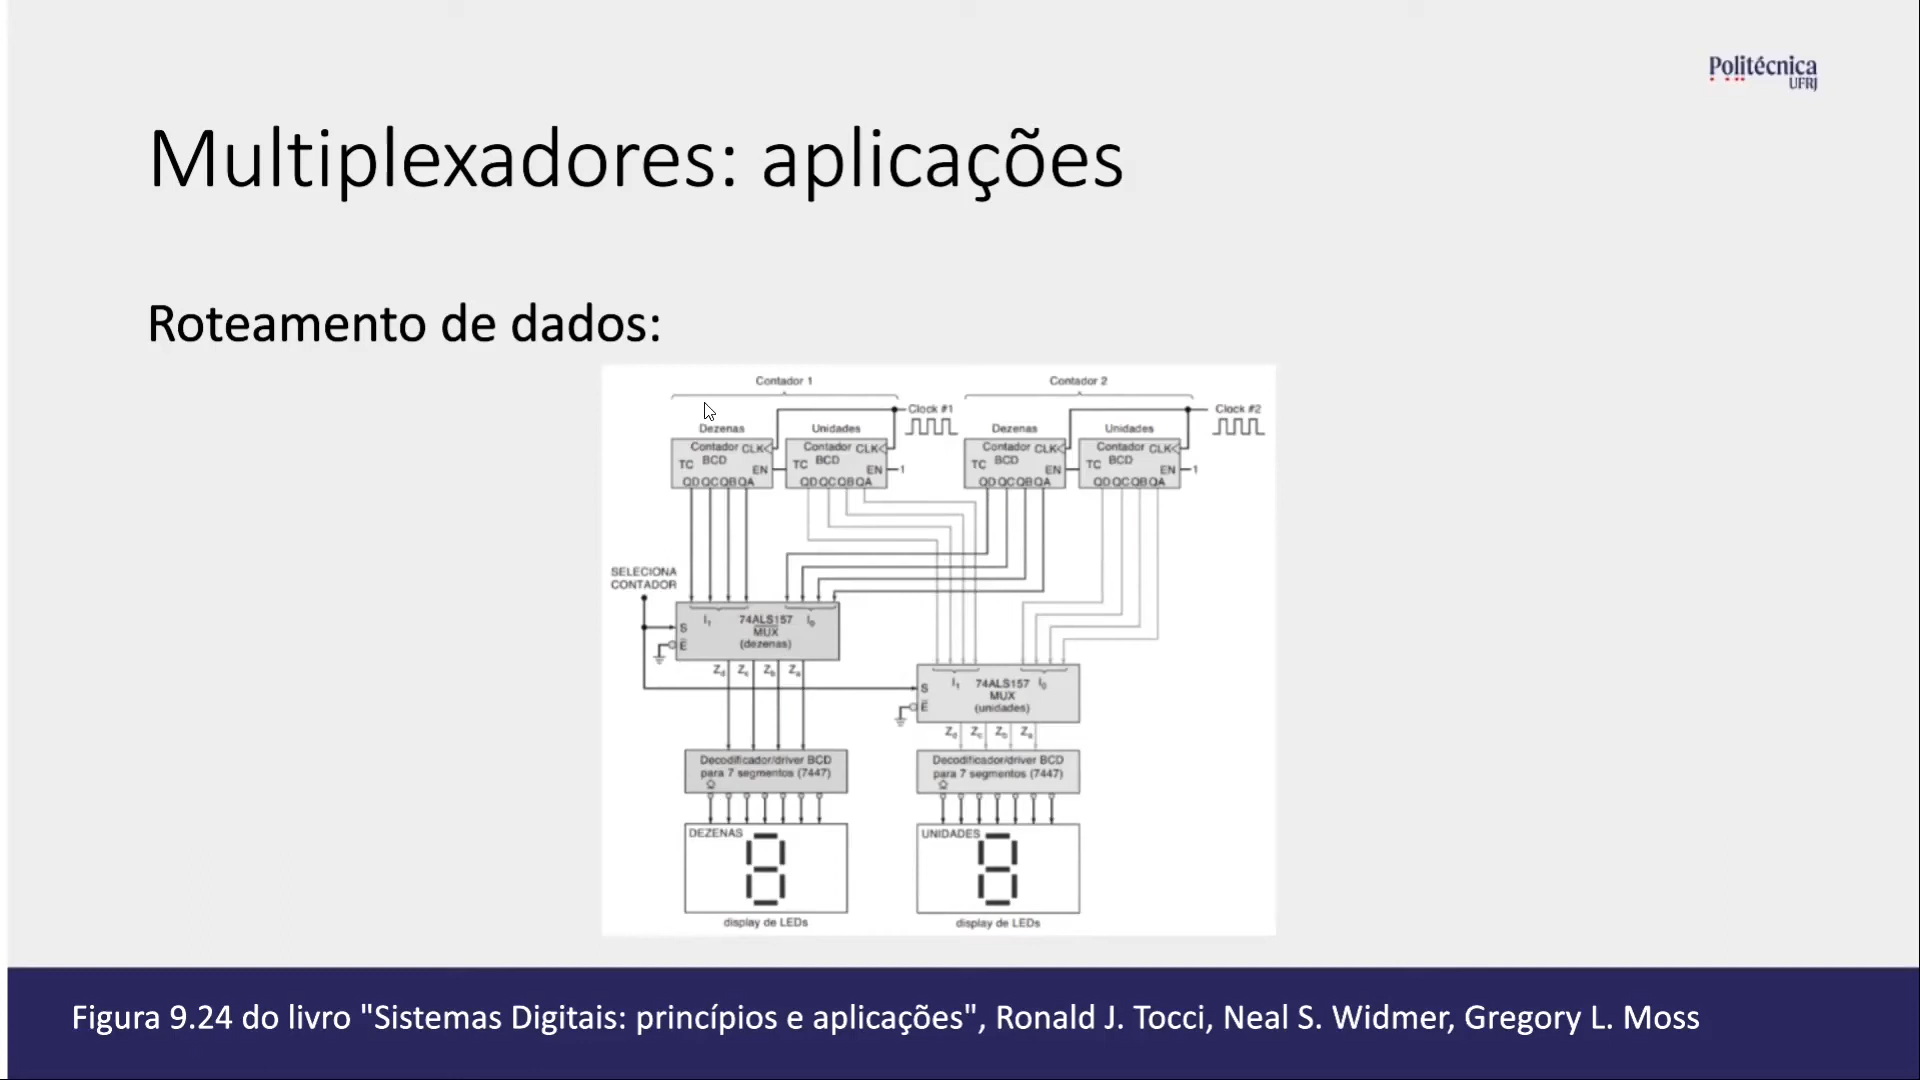 Politécnica
UFRJ
Multiplexadores: aplicações
Roteamento de dados:
Contador 1
Contador 2
Clock #1
Clock #2
Dezenas
Unidades
Dezenas
Unidades
Contador CLK
BCD
TC
EN
QD QC QB QA
Contador CLK
BCD
TC
EN
1
QD QC QB QA
Contador CLK
BCD
TC
EN
QD QC QB QA
Contador CLK
BCD
TC
EN
1
QD QC QB QA
SELECIONA
CONTADOR
I₁ 74ALS157 I₀
S
MUX
E̅
(dezenas)
Zd Zc Zb Za
I₁ 74ALS157 I₀
S
MUX
E̅
(unidades)
Zd Zc Zb Za
Decodificador/driver BCD
para 7 segmentos (7447)
Decodificador/driver BCD
para 7 segmentos (7447)
DEZENAS
8
UNIDADES
8
display de LEDs
display de LEDs
Figura 9.24 do livro "Sistemas Digitais: princípios e aplicações", Ronald J. Tocci, Neal S. Widmer, Gregory L. Moss